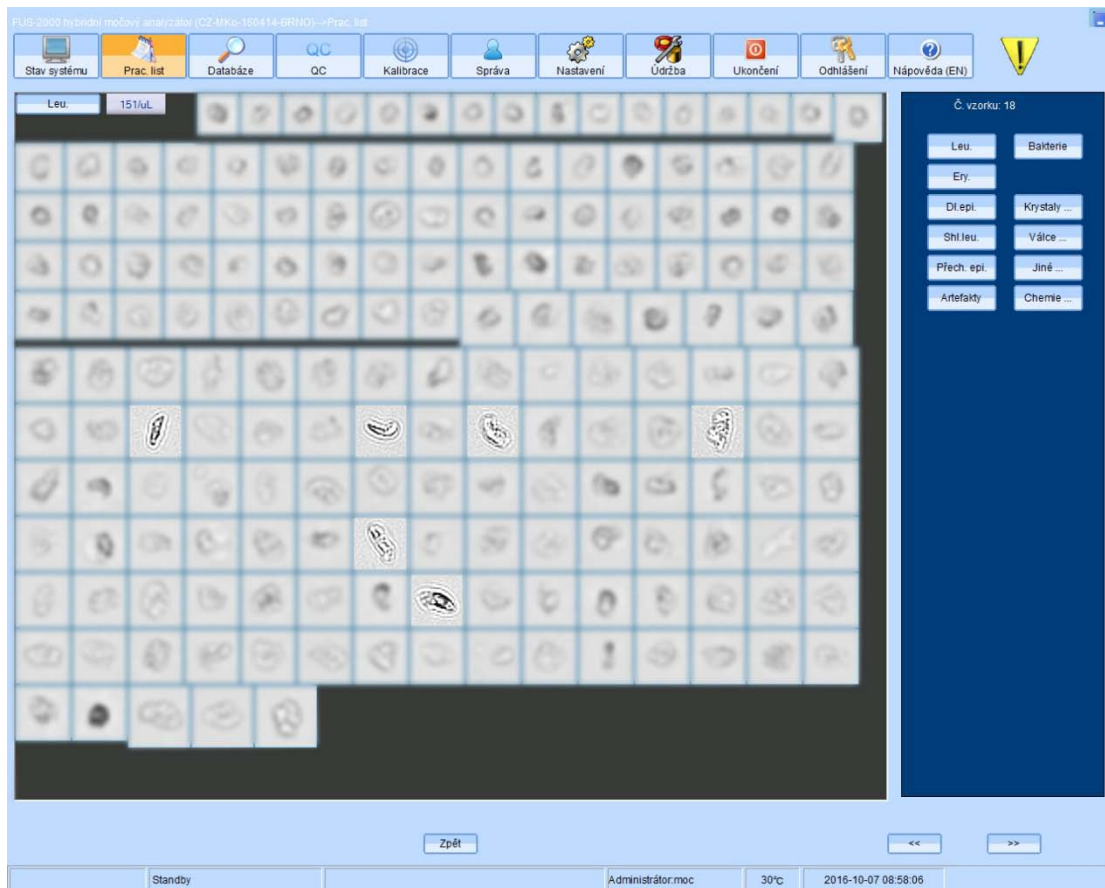 FUS-2000 hybridní močový analyzátor (CZ-MKo-160414-BRNO)-->Prac. list
Stav systému
Prac. list
Databáze
QC
QC
Kalibrace
Správa
Nastavení
Údržba
Ukončení
Odhlášení
Nápověda (EN)
Leu.
151/uL
Č. vzorku: 18
Leu.
Bakterie
Ery.
Dl.epi.
Krystaly ...
Shl.leu.
Válce ...
Přech. epi.
Jiné ...
Artefakty
Chemie ...
Zpět
<<
>>
Standby
Administrátor:moc
30℃
2016-10-07 08:58:06